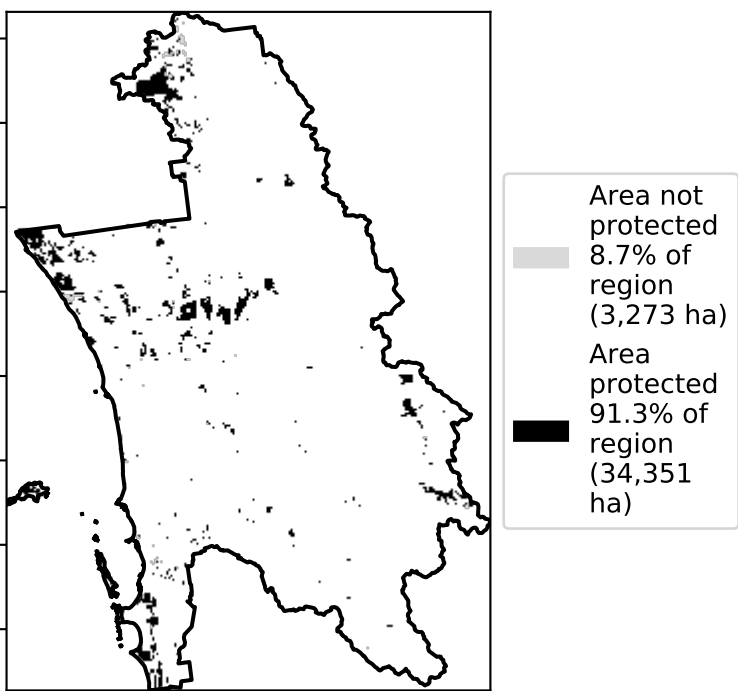 Area not
protected
8.7% of
region
(3,273 ha)
Area
protected
91.3% of
region
(34,351
ha)